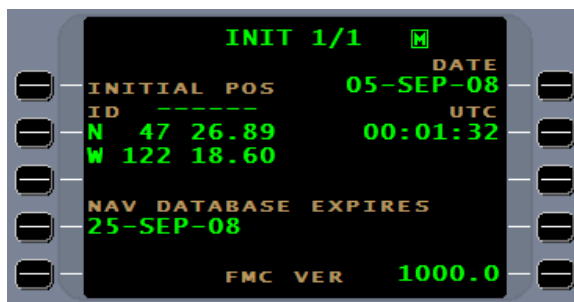 INIT 1/1 M
DATE
INITIAL POS 05-SEP-08
ID ------ UTC
N 47 26.89 00:01:32
W 122 18.60
NAV DATABASE EXPIRES
25-SEP-08
FMC VER 1000.0